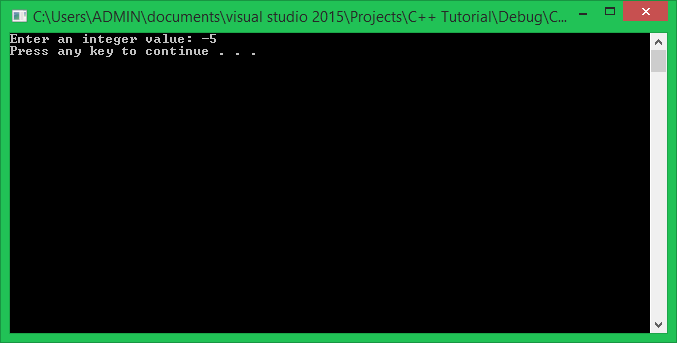 C:\Users\ADMIN\documents\visual studio 2015\Projects\C++ Tutorial\Debug\C...
Enter an integer value: -5
Press any key to continue . . .